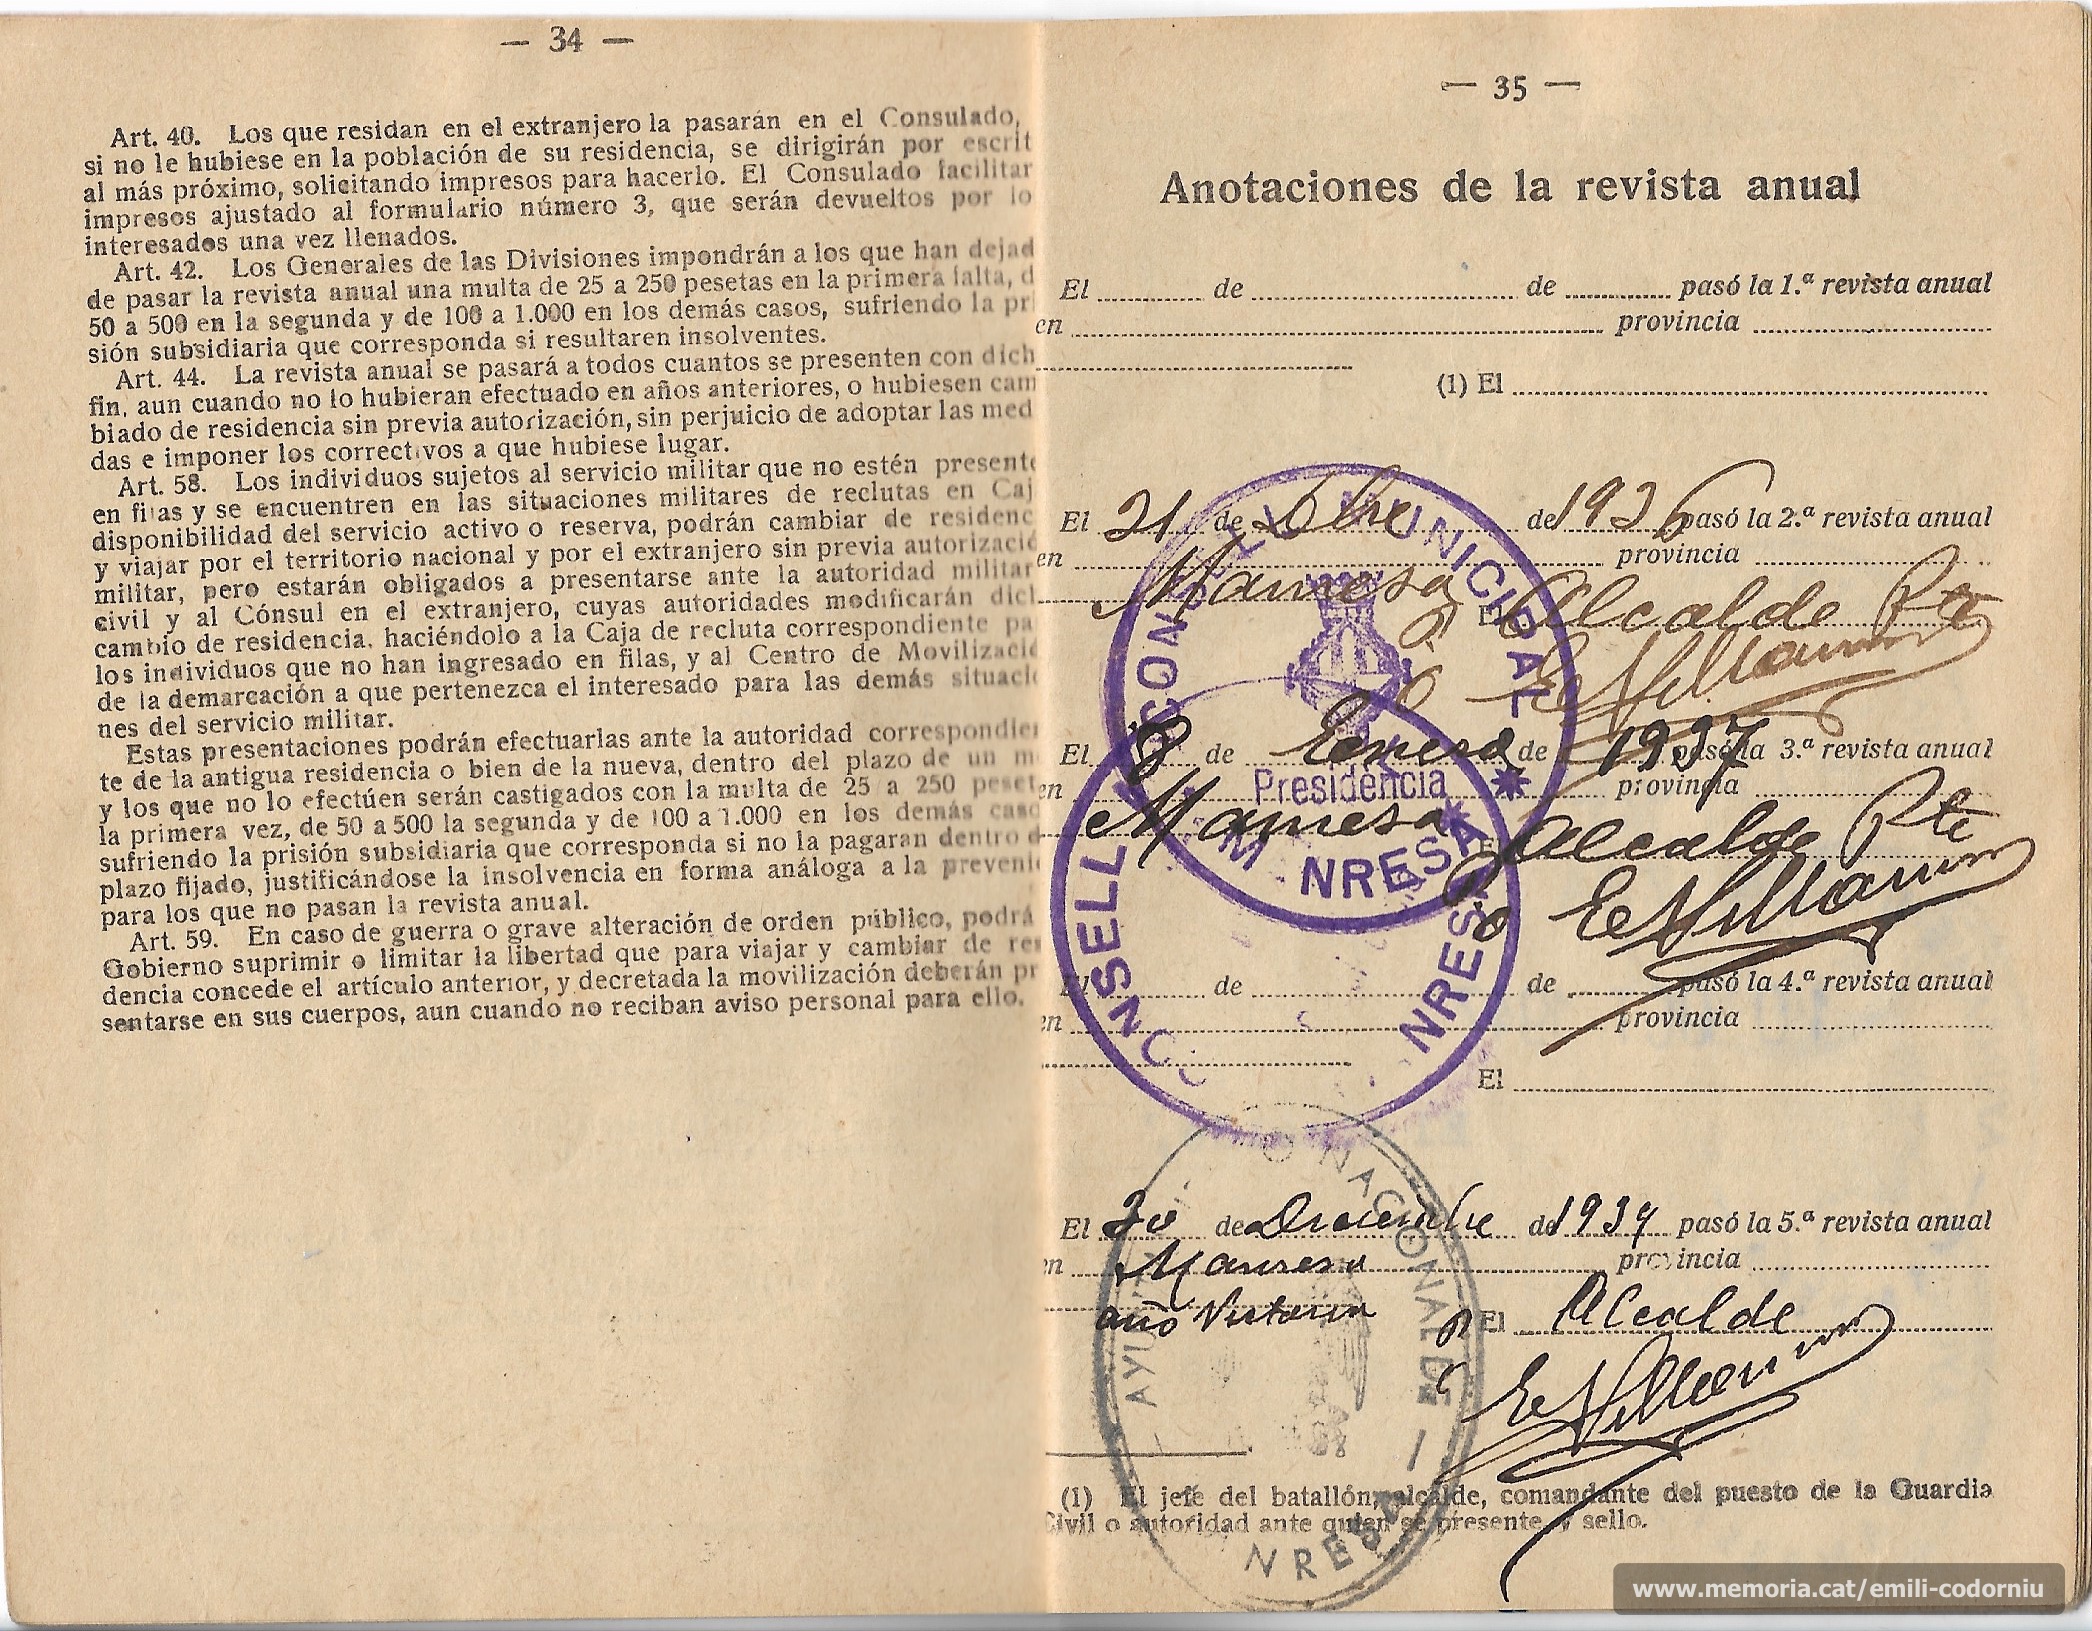 — 34 —
Art. 40. Los que residan en el extranjero la pasarán en el Consulado,
si no le hubiese en la población de su residencia, se dirigirán por escrit
al más próximo, solicitando impresos para hacerlo. El Consulado facilitar
impresos ajustado al formulario número 3, que serán devueltos por lo
interesados una vez llenados.
Art. 42. Los Generales de las Divisiones impondrán a los que han dejad
de pasar la revista anual una multa de 25 a 250 pesetas en la primera falta, d
50 a 500 en la segunda y de 100 a 1.000 en los demás casos, sufriendo la pri
sión subsidiaria que corresponda si resultaren insolventes.
Art. 44. La revista anual se pasará a todos cuantos se presenten con dich
fin, aun cuando no lo hubieran efectuado en años anteriores, o hubiesen cam
biado de residencia sin previa autorización, sin perjuicio de adoptar las med
das e imponer los correctivos a que hubiese lugar.
Art. 58. Los individuos sujetos al servicio militar que no estén presente
en filas y se encuentren en las situaciones militares de reclutas en Caj
disponibilidad del servicio activo o reserva, podrán cambiar de residenc
y viajar por el territorio nacional y por el extranjero sin previa autorizació
militar, pero estarán obligados a presentarse ante la autoridad militar
civil y al Cónsul en el extranjero, cuyas autoridades modificarán dich
cambio de residencia, haciéndolo a la Caja de recluta correspondiente pa
los individuos que no han ingresado en filas, y al Centro de Movilizació
de la demarcación a que pertenezca el interesado para las demás situacio
nes del servicio militar.
Estas presentaciones podrán efectuarlas ante la autoridad correspondien
te de la antigua residencia o bien de la nueva, dentro del plazo de un me
y los que no lo efectúen serán castigados con la multa de 25 a 250 peset
la primera vez, de 50 a 500 la segunda y de 100 a 1.000 en los demás caso
sufriendo la prisión subsidiaria que corresponda si no la pagaran dentro d
plazo fijado, justificándose la insolvencia en forma análoga a la prevenid
para los que no pasan la revista anual.
Art. 59. En caso de guerra o grave alteración de orden público, podrá
Gobierno suprimir o limitar la libertad que para viajar y cambiar de res
dencia concede el artículo anterior, y decretada la movilización deberán pr
sentarse en sus cuerpos, aun cuando no reciban aviso personal para ello.
— 35 —
Anotaciones de la revista anual
El de de pasó la 1.ª revista anual
en provincia
(1) El
El 21 de Dbre de 1936 pasó la 2.ª revista anual
en provincia
Manresa El Alcalde Pte
CONSELL MUNICIPAL
El 8 de Enero de 1937 pasó la 3.ª revista anual
Presidencia
en provincia
Manresa El Alcalde Pte
M NRESA
CONSELL
NRESA
El de de pasó la 4.ª revista anual
en provincia
El
El 30 de Diciembre de 1939 pasó la 5.ª revista anual
en Manresa provincia
año Victoria El Alcalde
NACIONAL DE
NRESA
(1) El jefe del batallón, alcalde, comandante del puesto de la Guardia
Civil o autoridad ante quien se presente y sello.
www.memoria.cat/emili-codorniu